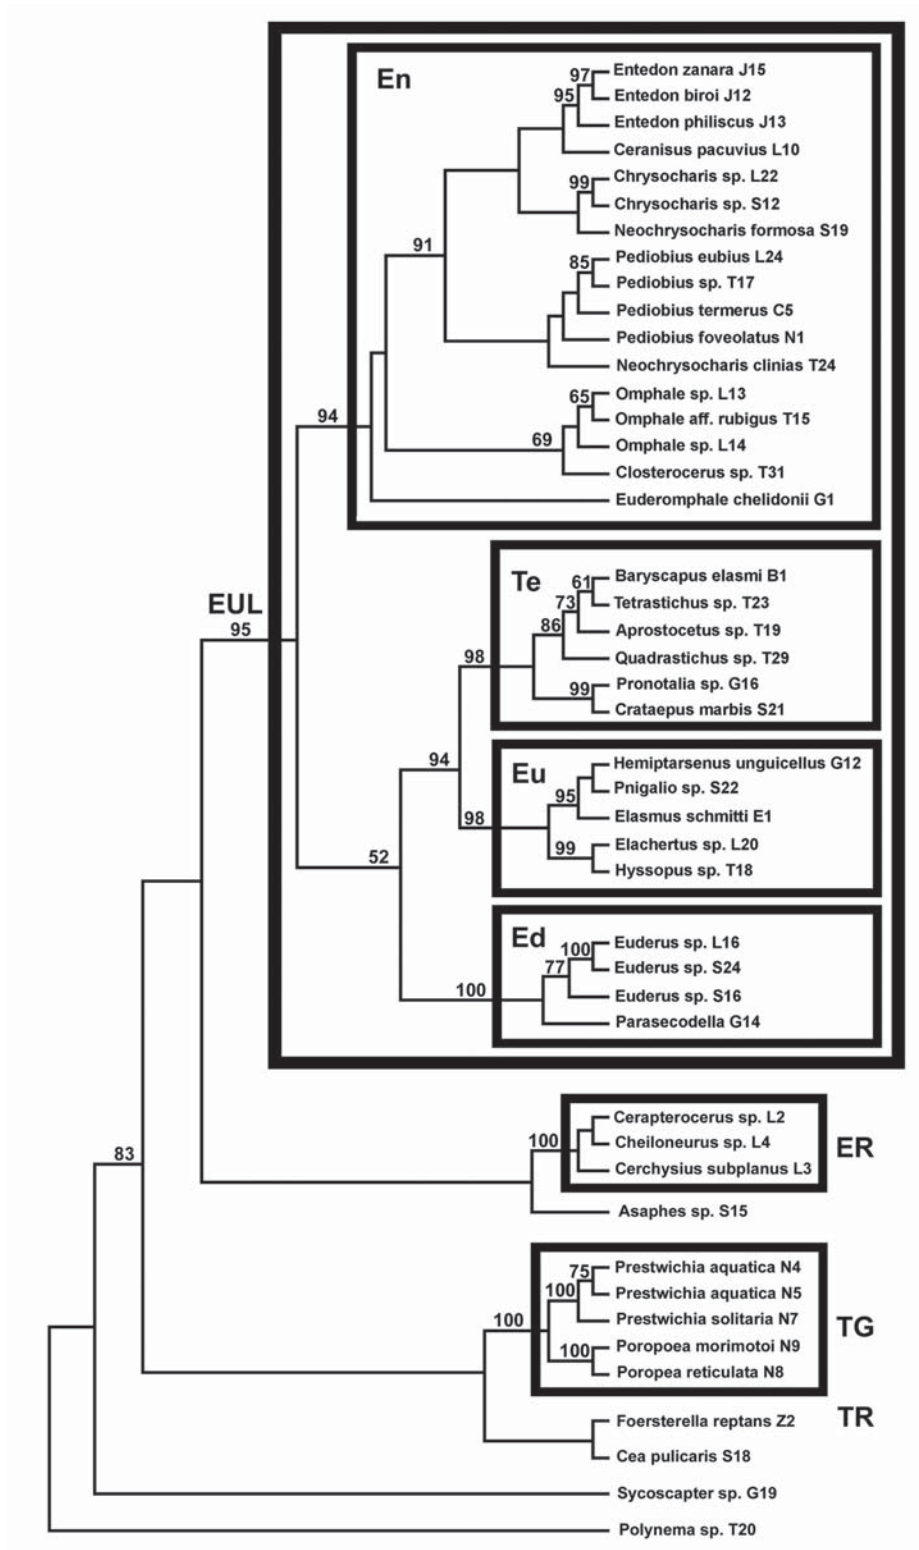 En
97
Entedon zanara J15
95
Entedon biroi J12
Entedon philiscus J13
Ceranisus pacuvius L10
99
Chrysocharis sp. L22
Chrysocharis sp. S12
Neochrysocharis formosa S19
91
85
Pediobius eubius L24
Pediobius sp. T17
Pediobius termerus C5
Pediobius foveolatus N1
Neochrysocharis clinias T24
65
Omphale sp. L13
94
Omphale aff. rubigus T15
69
Omphale sp. L14
Closterocerus sp. T31
Euderomphale chelidonii G1
Te
61
Baryscapus elasmi B1
EUL
73
Tetrastichus sp. T23
95
86
Aprostocetus sp. T19
98
Quadrastichus sp. T29
99
Pronotalia sp. G16
Crataepus marbis S21
94
Eu
Hemiptarsenus unguicellus G12
Pnigalio sp. S22
98
95
Elasmus schmitti E1
52
99
Elachertus sp. L20
Hyssopus sp. T18
Ed
100
Euderus sp. L16
77
Euderus sp. S24
100
Euderus sp. S16
Parasecodella G14
Cerapterocerus sp. L2
83
100
Cheiloneurus sp. L4
ER
Cerchysius subplanus L3
Asaphes sp. S15
75
Prestwichia aquatica N4
100
Prestwichia aquatica N5
100
Prestwichia solitaria N7
TG
100
Poropoea morimotoi N9
Poropea reticulata N8
Foersterella reptans Z2
TR
Cea pulicaris S18
Sycoscapter sp. G19
Polynema sp. T20